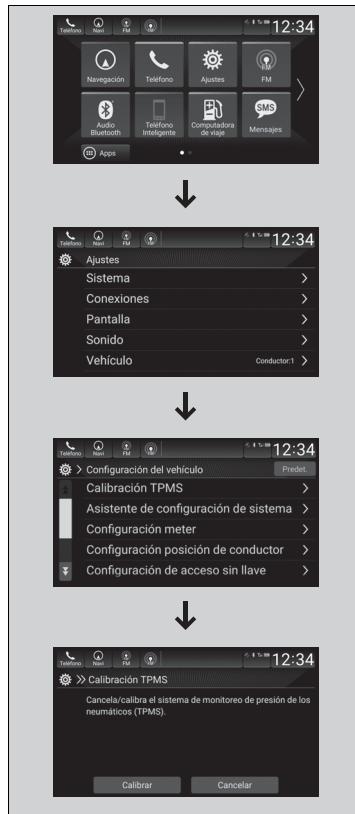 Teléfono Navi FM 12:34
Navegación Teléfono Ajustes FM
Audio Bluetooth Teléfono Inteligente Computadora de viaje SMS Mensajes
Apps
Teléfono Navi FM 12:34
Ajustes
Sistema
Conexiones
Pantalla
Sonido
Vehículo Conductor:1
Teléfono Navi FM 12:34
Configuración del vehículo Predet.
Calibración TPMS
Asistente de configuración de sistema
Configuración meter
Configuración posición de conductor
Configuración de acceso sin llave
Teléfono Navi FM 12:34
Calibración TPMS
Cancela/calibra el sistema de monitoreo de presión de los
neumáticos (TPMS).
Calibrar Cancelar